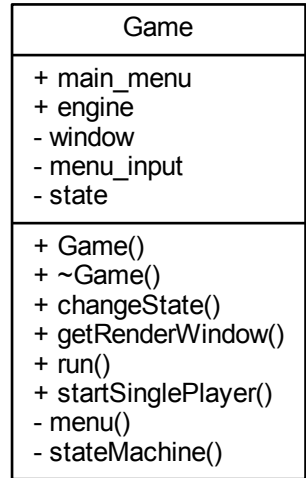 Game
+ main_menu
+ engine
- window
- menu_input
- state
+ Game()
+ ~Game()
+ changeState()
+ getRenderWindow()
+ run()
+ startSinglePlayer()
- menu()
- stateMachine()